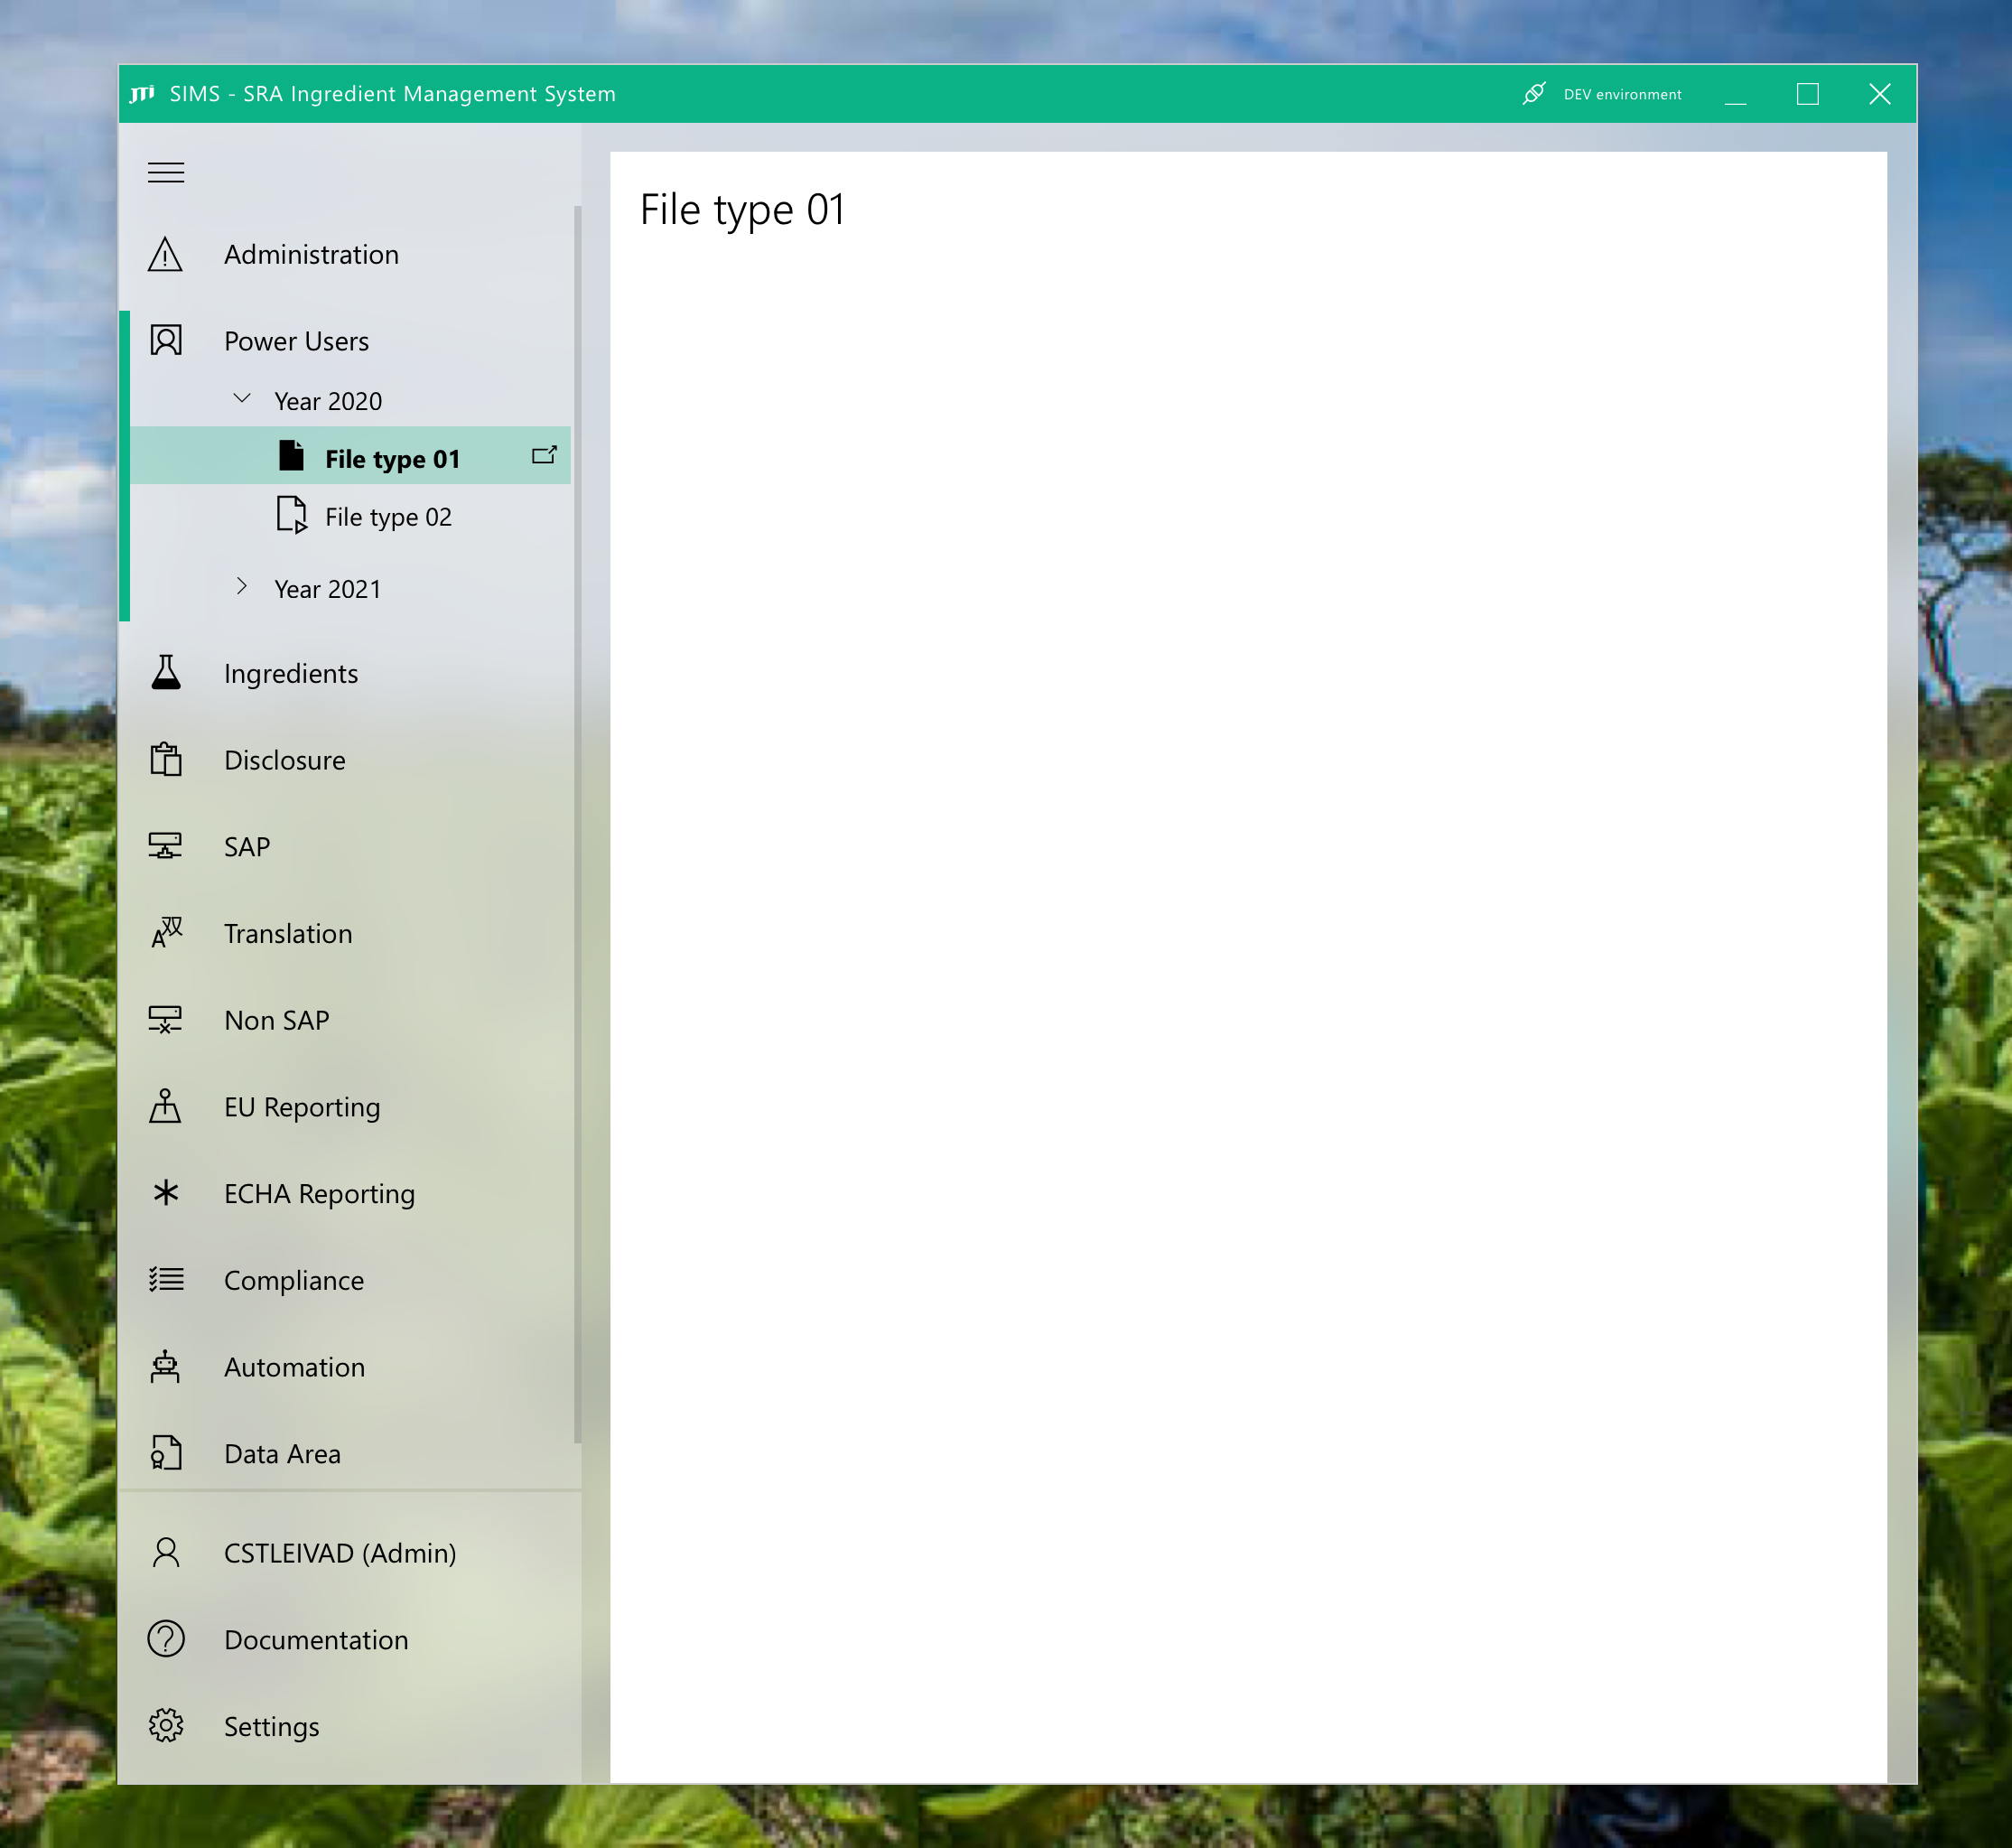 JTi SIMS - SRA Ingredient Management System
DEV environment
File type 01
Administration
Power Users
Year 2020
File type 01
File type 02
Year 2021
Ingredients
Disclosure
SAP
Translation
Non SAP
EU Reporting
ECHA Reporting
Compliance
Automation
Data Area
CSTLEIVAD (Admin)
Documentation
Settings